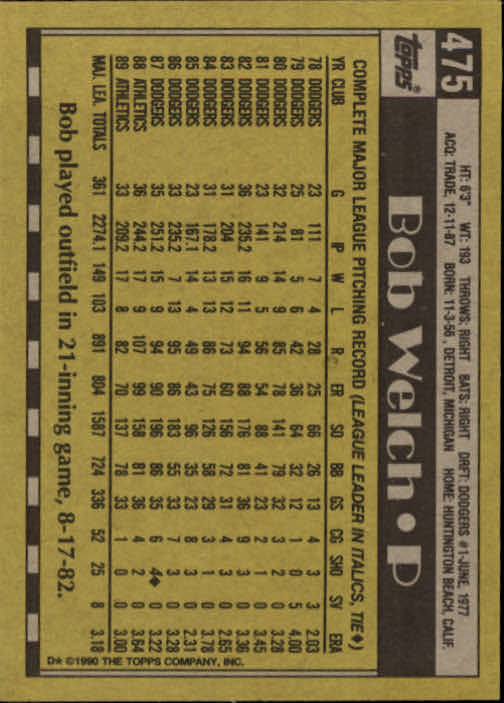 475
topps®
Bob Welch • P
HT: 6'3" WT: 193 THROWS: RIGHT BATS: RIGHT DRFT: DODGERS #1-JUNE, 1977
ACQ: TRADE, 12-11-87 BORN: 11-3-56, DETROIT, MICHIGAN HOME: HUNTINGTON BEACH, CALIF.
COMPLETE MAJOR LEAGUE PITCHING RECORD (LEAGUE LEADER IN ITALICS, TIE♦)
YR CLUB G IP W L R ER SO BB GS CG SHO SV ERA
78 DODGERS 23 111 7 4 28 25 66 26 13 4 3 3 2.03
79 DODGERS 25 81 5 6 42 36 64 32 12 1 0 5 4.00
80 DODGERS 32 214 14 9 85 78 141 79 32 3 2 0 3.28
81 DODGERS 23 141 9 5 56 54 88 41 23 2 1 0 3.45
82 DODGERS 36 235.2 16 11 94 88 176 81 36 9 3 0 3.36
83 DODGERS 31 204 15 12 73 60 156 72 31 4 3 0 2.65
84 DODGERS 31 178.2 13 13 86 75 126 58 29 3 1 0 3.78
85 DODGERS 23 167.1 14 4 49 43 96 35 23 8 3 0 2.31
86 DODGERS 33 235.2 7 13 95 86 183 55 33 7 3 0 3.28
87 DODGERS 35 251.2 15 9 94 90 196 86 35 6 4♦ 0 3.22
88 ATHLETICS 36 244.2 17 9 107 99 158 81 36 4 2 0 3.64
89 ATHLETICS 33 209.2 17 8 82 70 137 78 33 1 0 0 3.00
MAJ. LEA. TOTALS 361 2274.1 149 103 891 804 1587 724 336 52 25 8 3.18
Bob played outfield in 21-inning game, 8-17-82.
D* ©1990 THE TOPPS COMPANY, INC.